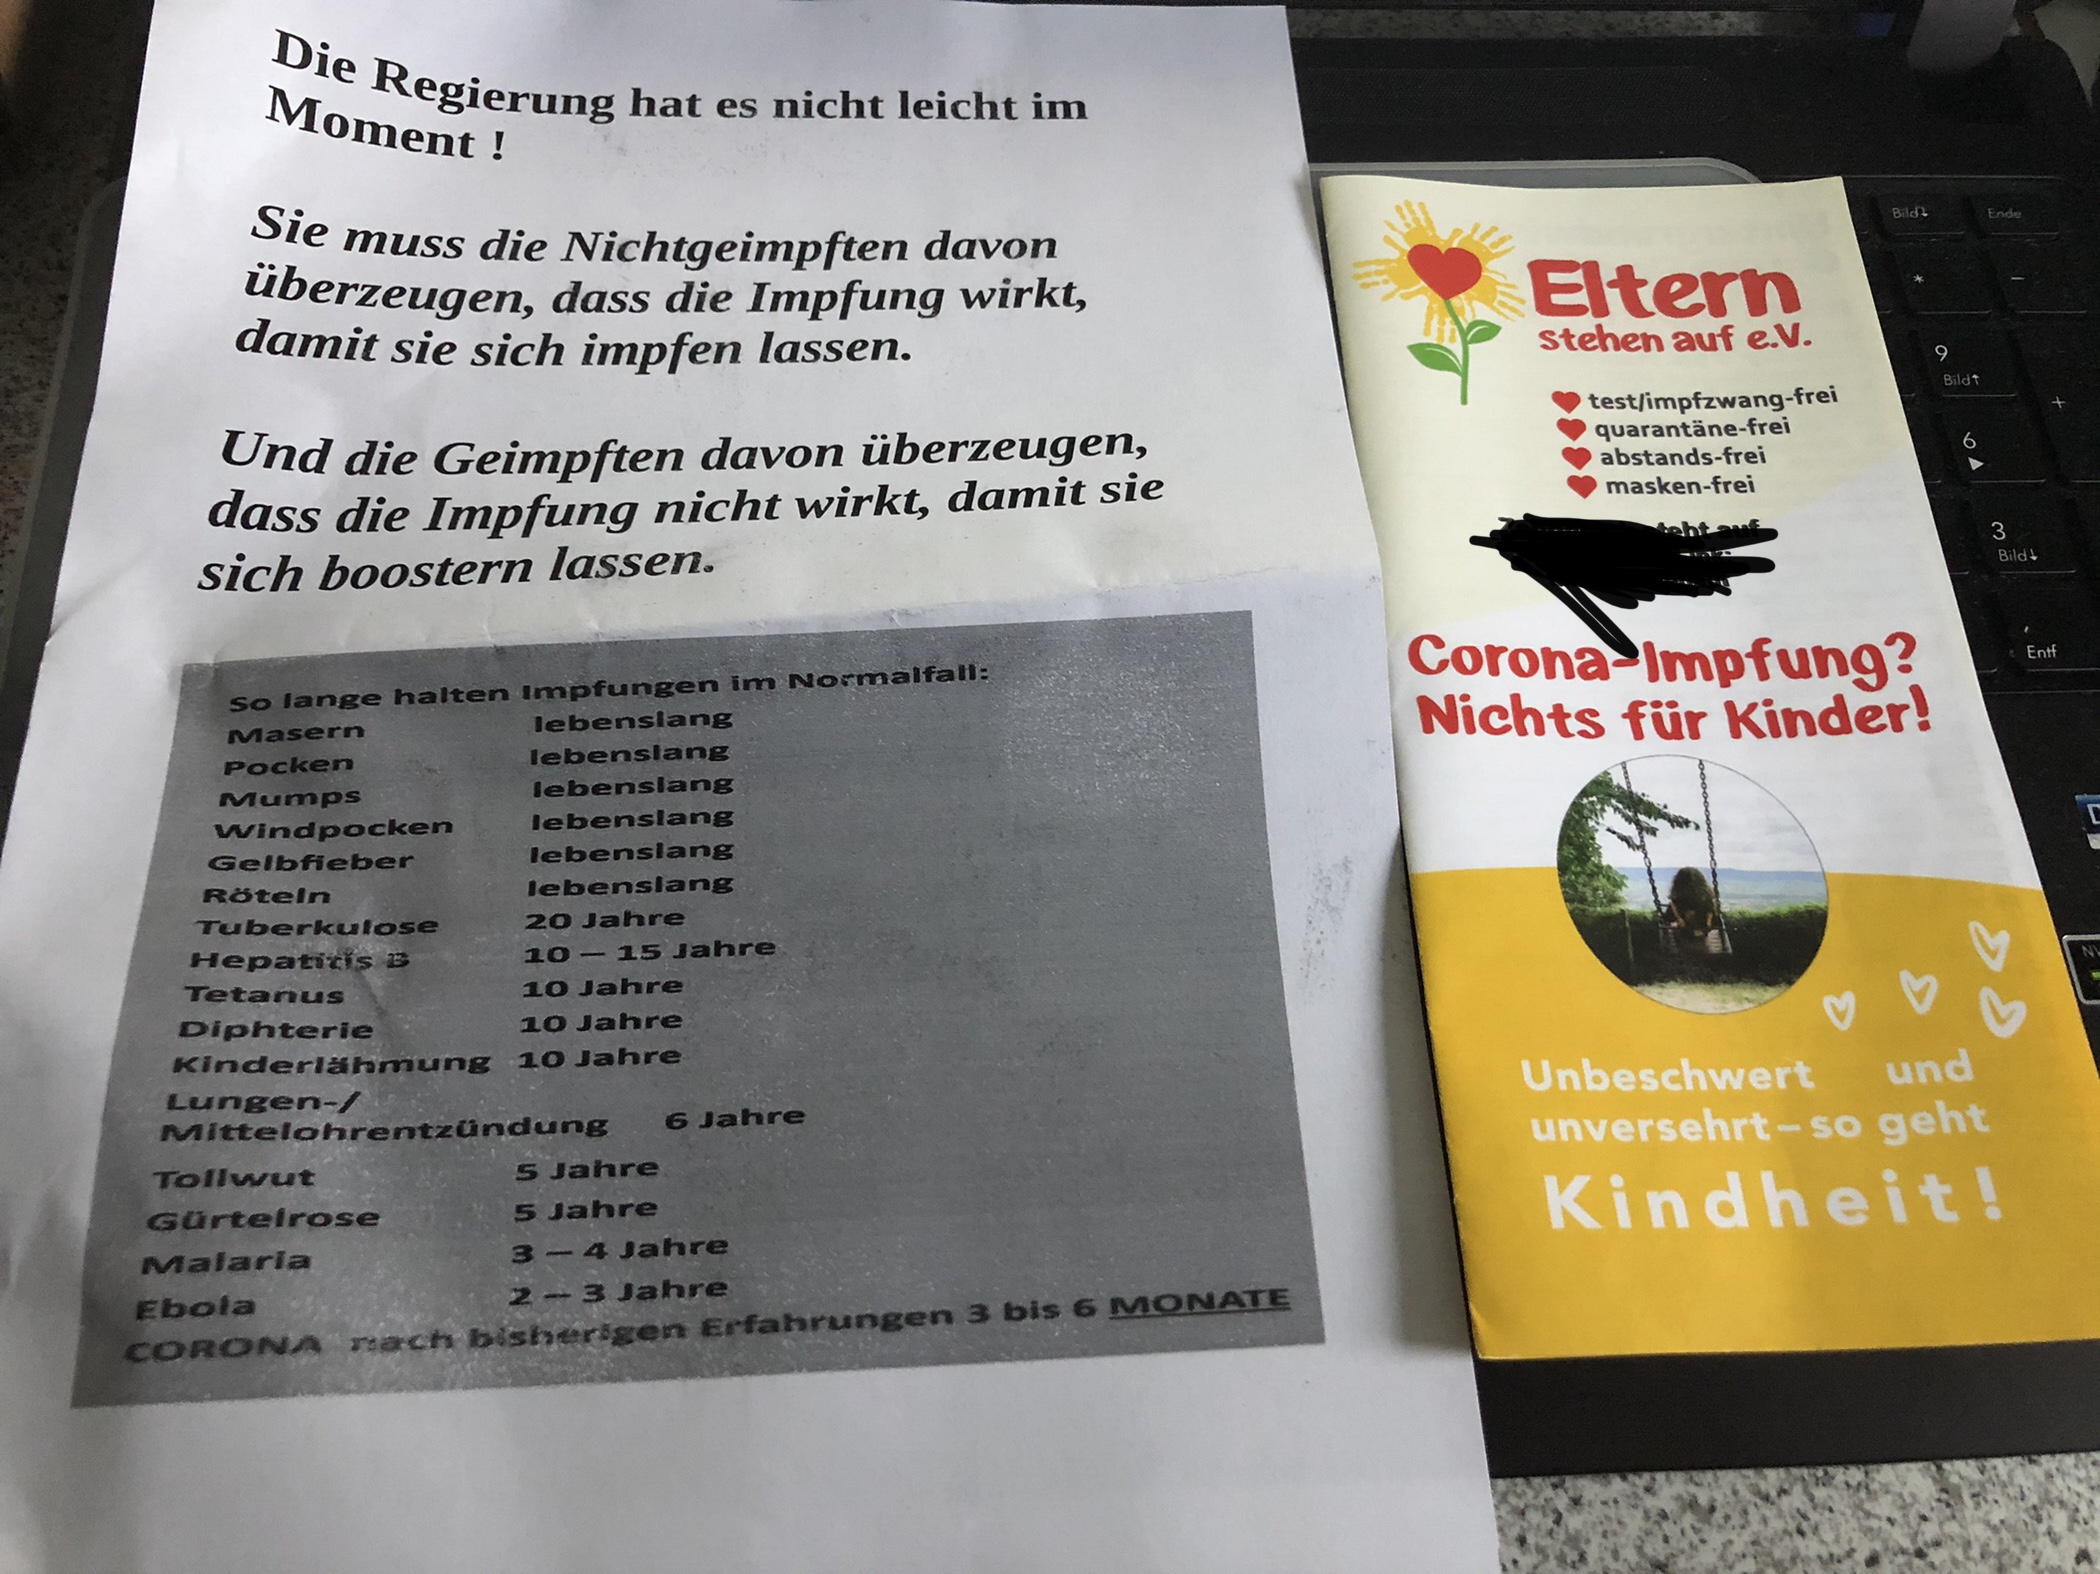 Die Regierung hat es nicht leicht im
Moment !
Sie muss die Nichtgeimpften davon
überzeugen, dass die Impfung wirkt,
damit sie sich impfen lassen.
Und die Geimpften davon überzeugen,
dass die Impfung nicht wirkt, damit sie
sich boostern lassen.
So lange halten Impfungen im Normalfall:
Masern lebenslang
Pocken lebenslang
Mumps lebenslang
Windpocken lebenslang
Gelbfieber lebenslang
Röteln lebenslang
Tuberkulose 20 Jahre
Hepatitis B 10 – 15 Jahre
Tetanus 10 Jahre
Diphterie 10 Jahre
Kinderlähmung 10 Jahre
Lungen-/
Mittelohrentzündung 6 Jahre
Tollwut 5 Jahre
Gürtelrose 5 Jahre
Malaria 3 – 4 Jahre
Ebola 2 – 3 Jahre
CORONA nach bisherigen Erfahrungen 3 bis 6 MONATE
Eltern
stehen auf e.V.
test/impfzwang-frei
quarantäne-frei
abstands-frei
masken-frei
auf
Corona-Impfung?
Nichts für Kinder!
Unbeschwert und
unversehrt – so geht
Kindheit!
Bild↴ Ende
* -
9
Bild↑
+
6
3
Bild↓
,
Entf